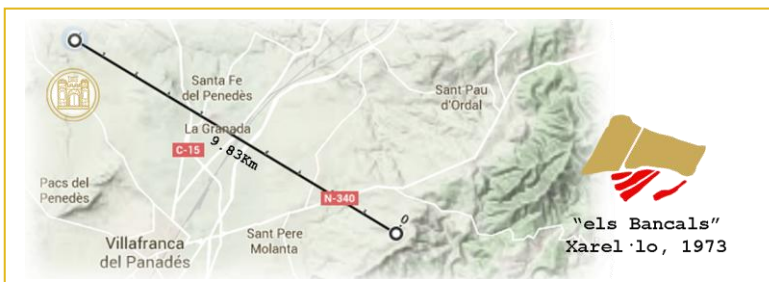 Santa Fe
del Penedès
Sant Pau
d'Ordal
La Granada
C-15
9.83Km
Pacs del
Penedès
N-340
0
Villafranca
del Panadés
Sant Pere
Molanta
"els Bancals"
Xarel·lo, 1973